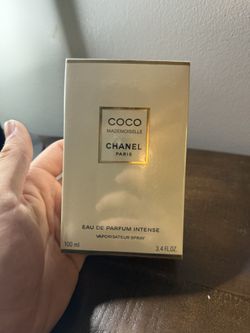 COCO
MADEMOISELLE
CHANEL
PARIS
EAU DE PARFUM INTENSE
VAPORISATEUR SPRAY
100 ml
3.4 FL.OZ.